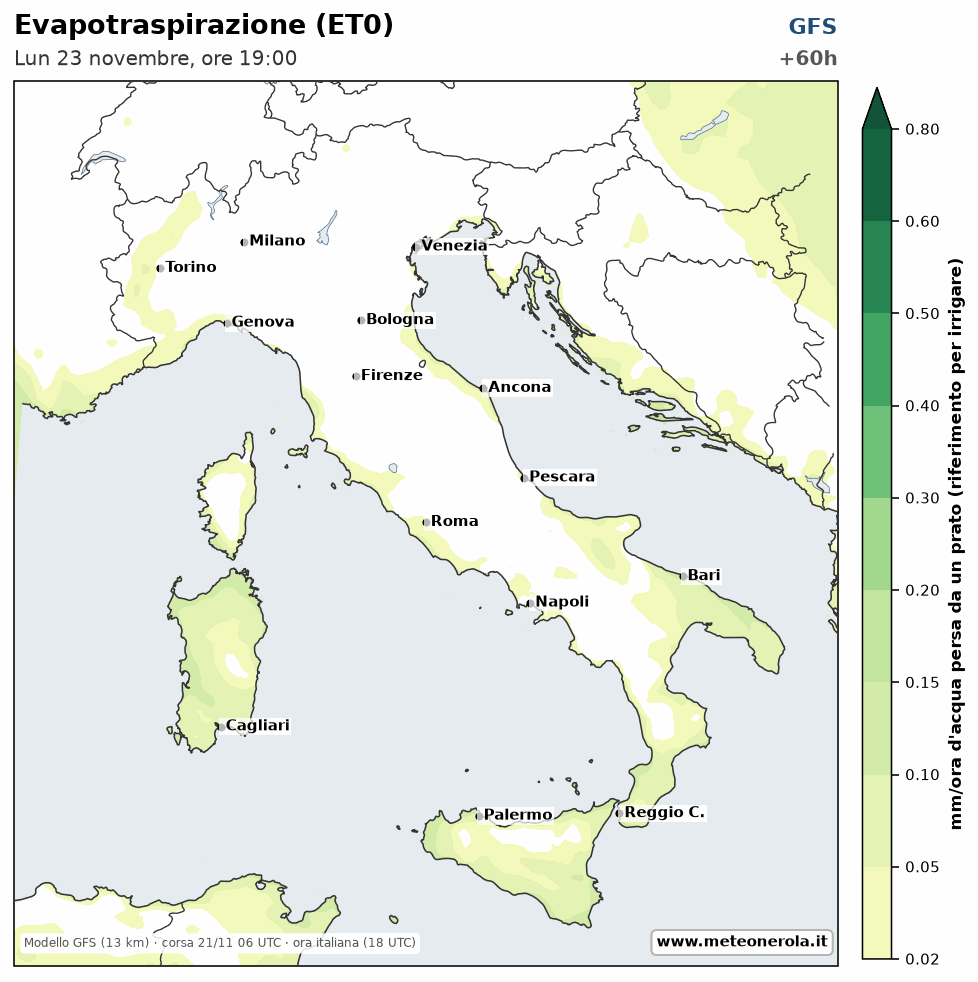 Evapotraspirazione (ET0)
GFS
Lun 23 novembre, ore 19:00
+60h
Milano
Venezia
Torino
Genova
Bologna
Firenze
Ancona
Pescara
Roma
Bari
Napoli
Cagliari
Palermo
Reggio C.
0.80
0.60
0.50
0.40
0.30
0.20
0.15
0.10
0.05
0.02
mm/ora d'acqua persa da un prato (riferimento per irrigare)
Modello GFS (13 km) · corsa 21/11 06 UTC · ora italiana (18 UTC)
www.meteonerola.it